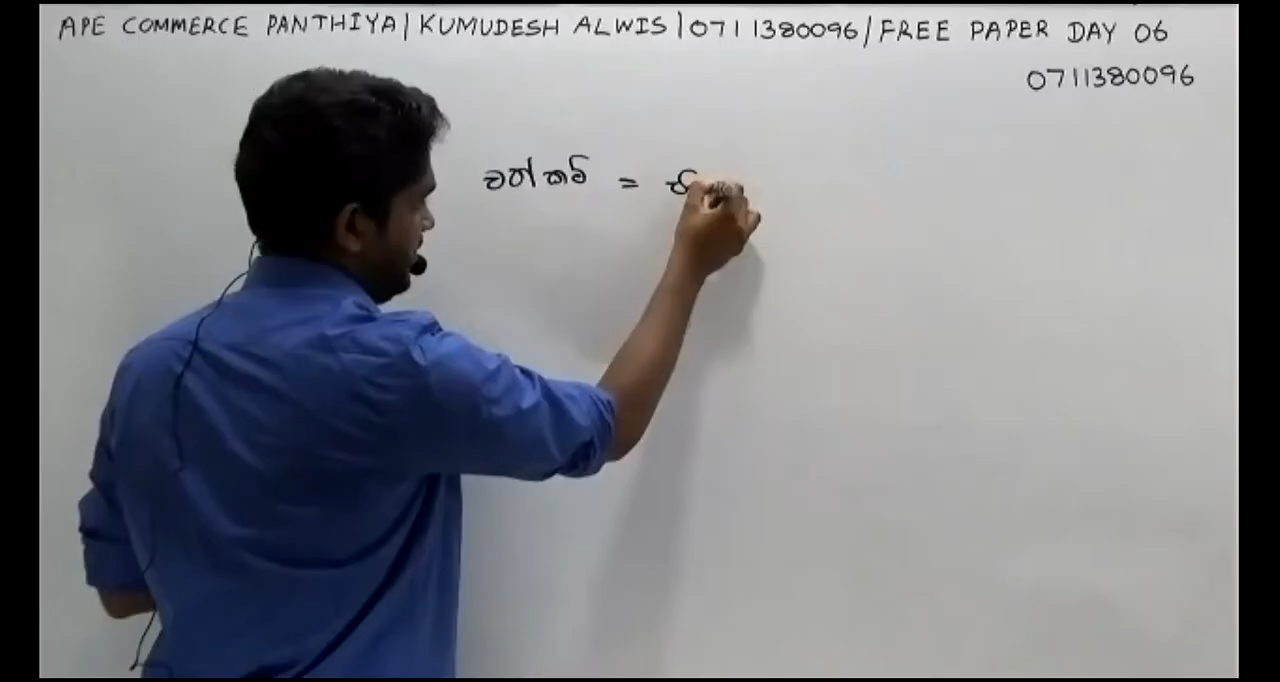 APE COMMERCE PANTHIYA/KUMUDESH ALWIS/0711380096/FREE PAPER DAY 06
0711380096
වත්කම් =